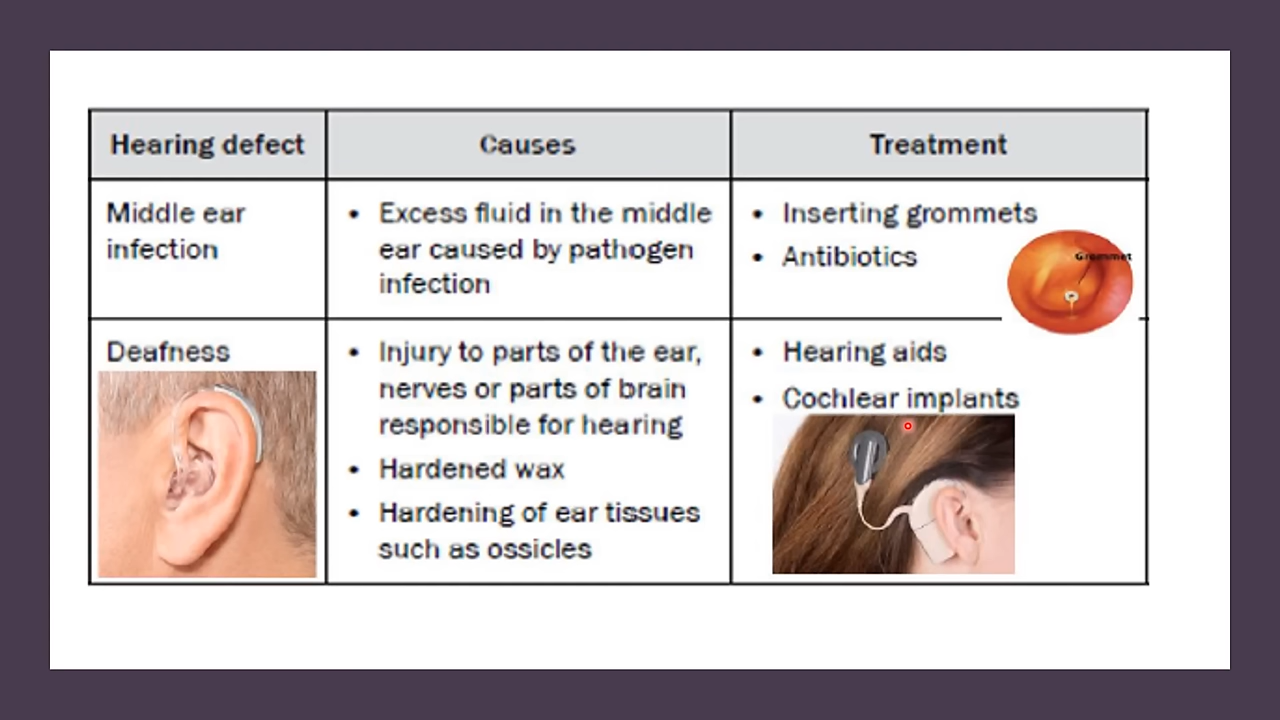 Hearing defect
Causes
Treatment
Middle ear
infection
• Excess fluid in the middle
ear caused by pathogen
infection
• Inserting grommets
• Antibiotics
Grommet
Deafness
• Injury to parts of the ear,
nerves or parts of brain
responsible for hearing
• Hardened wax
• Hardening of ear tissues
such as ossicles
• Hearing aids
• Cochlear implants